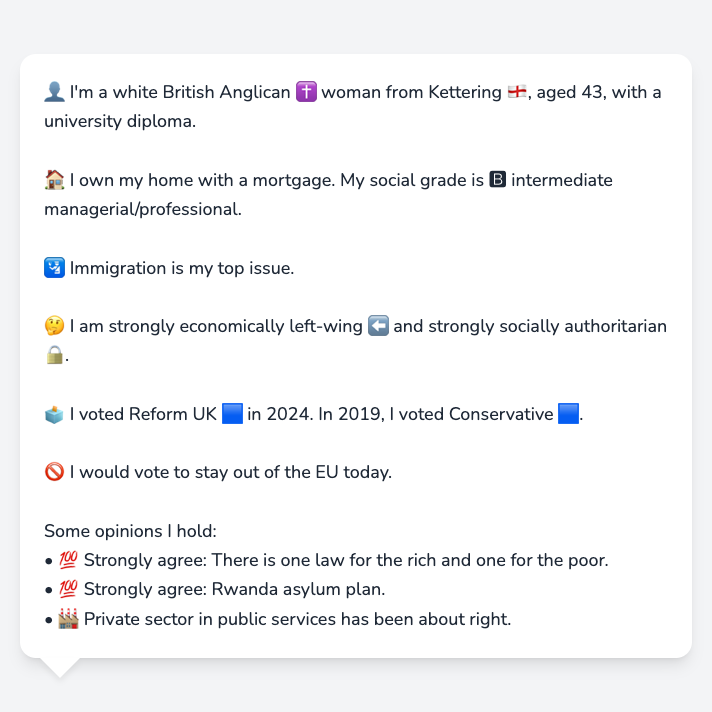 👤 I'm a white British Anglican ✝️ woman from Kettering 🏴󠁧󠁢󠁥󠁮󠁧󠁿, aged 43, with a
university diploma.
🏠 I own my home with a mortgage. My social grade is 🅱 intermediate
managerial/professional.
🛂 Immigration is my top issue.
🤔 I am strongly economically left-wing ⬅️ and strongly socially authoritarian
🔒.
🗳️ I voted Reform UK 🟦 in 2024. In 2019, I voted Conservative 🟦.
🚫 I would vote to stay out of the EU today.
Some opinions I hold:
• 💯 Strongly agree: There is one law for the rich and one for the poor.
• 💯 Strongly agree: Rwanda asylum plan.
• 🏭 Private sector in public services has been about right.